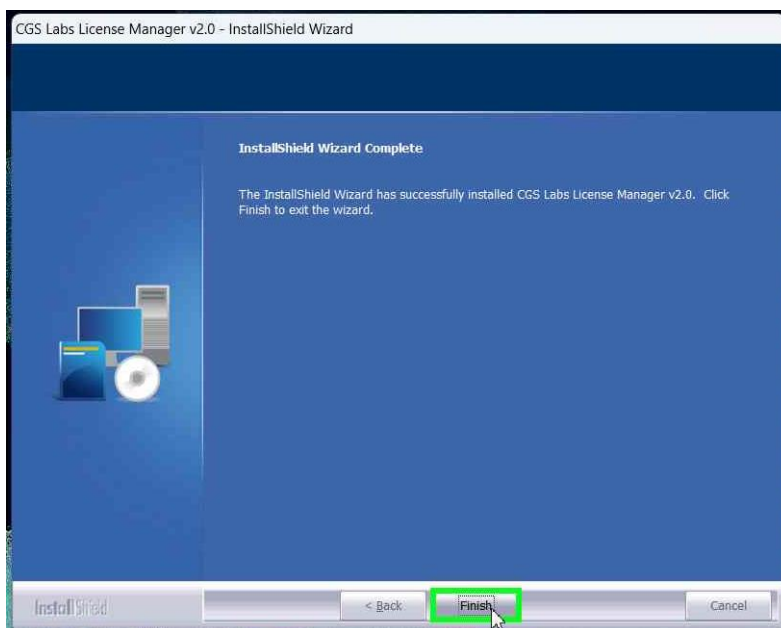 CGS Labs License Manager v2.0 - InstallShield Wizard
InstallShield Wizard Complete
The InstallShield Wizard has successfully installed CGS Labs License Manager v2.0. Click
Finish to exit the wizard.
InstallShield
< Back
Finish
Cancel